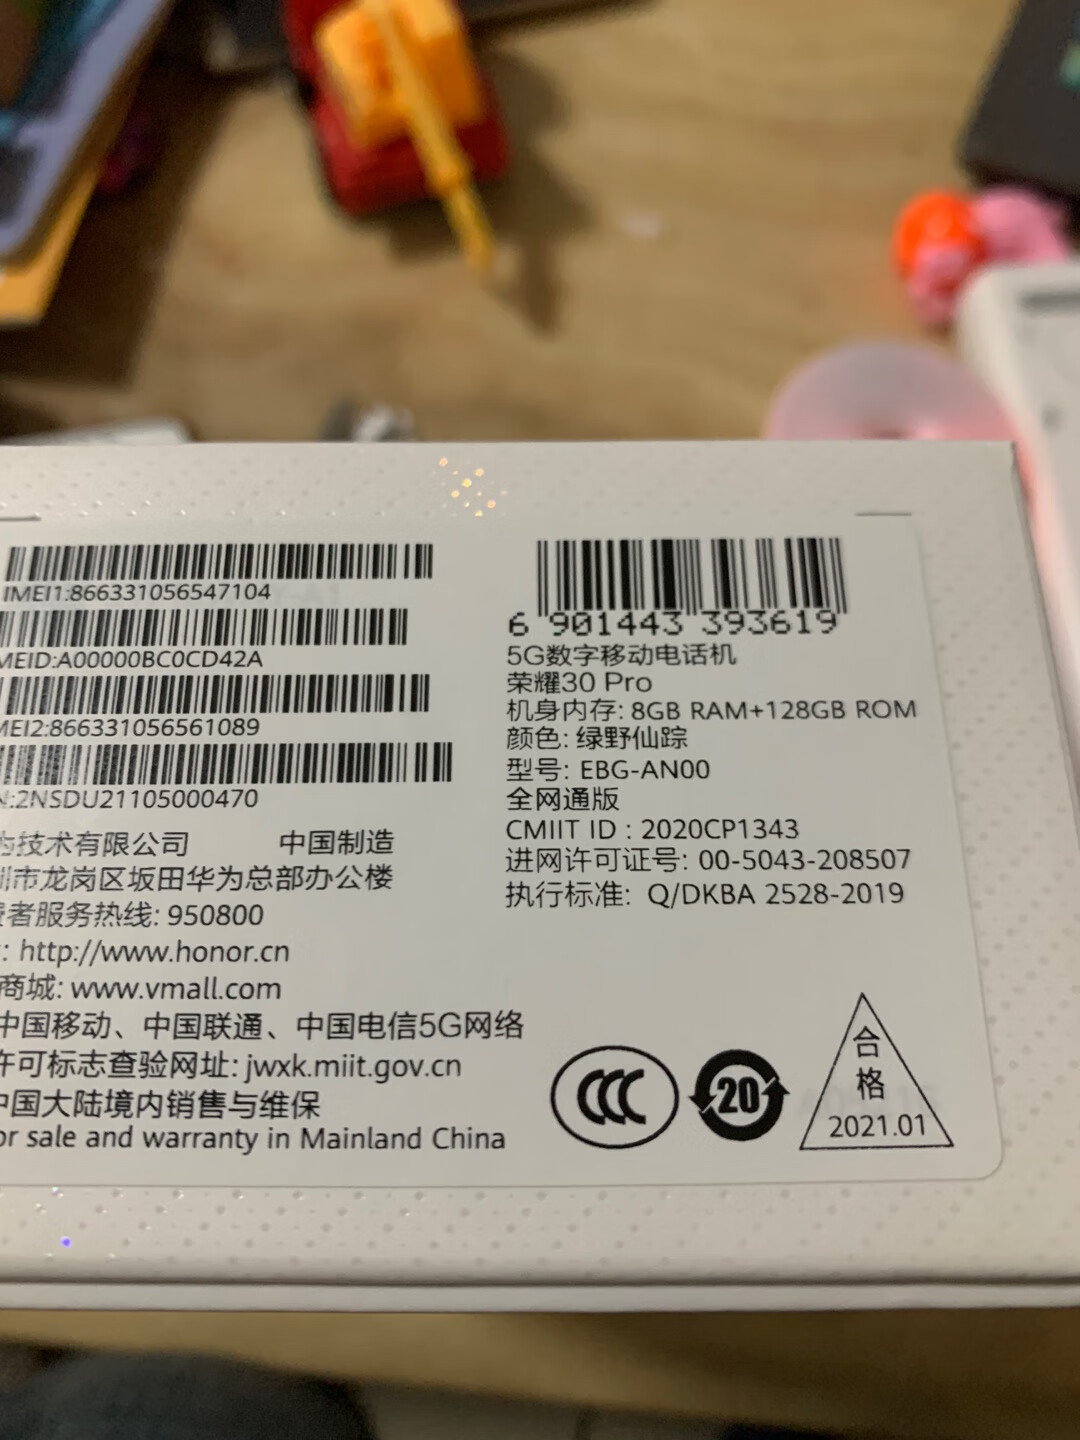 IMEI1:866331056547104
MEID:A00000BC0CD42A
MEI2:866331056561089
N:2NSDU21105000470
为技术有限公司 中国制造
圳市龙岗区坂田华为总部办公楼
费者服务热线: 950800
: http://www.honor.cn
商城: www.vmall.com
中国移动、中国联通、中国电信5G网络
许可标志查验网址: jwxk.miit.gov.cn
中国大陆境内销售与维保
or sale and warranty in Mainland China
6 901443 393619
5G数字移动电话机
荣耀30 Pro
机身内存: 8GB RAM+128GB ROM
颜色: 绿野仙踪
型号: EBG-AN00
全网通版
CMIIT ID : 2020CP1343
进网许可证号: 00-5043-208507
执行标准: Q/DKBA 2528-2019
CCC
20
合
格
2021.01